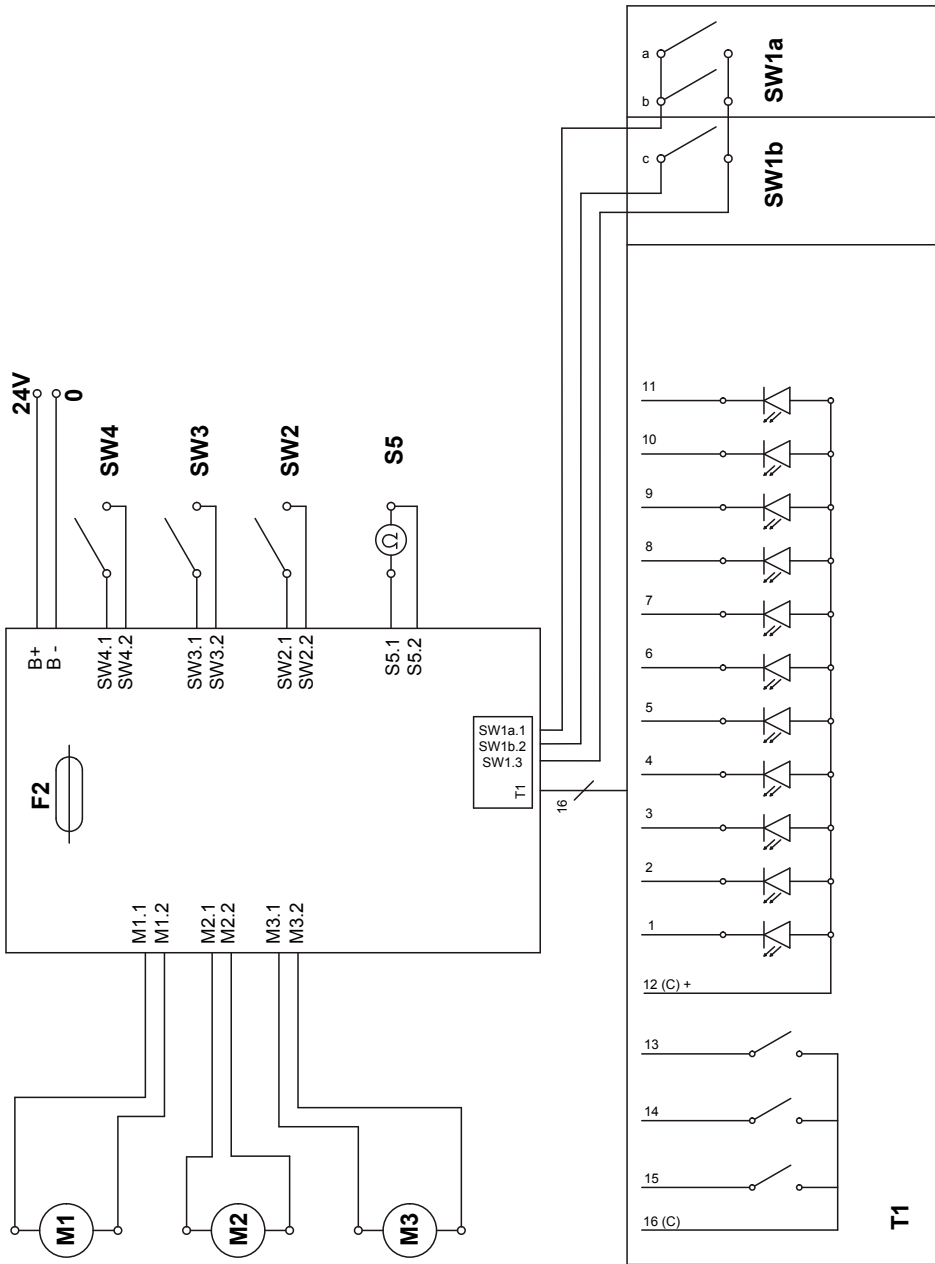 24V
0
SW4
SW3
SW2
S5
Ω
B+
B -
SW4.1
SW4.2
SW3.1
SW3.2
SW2.1
SW2.2
S5.1
S5.2
F2
M1.1
M1.2
M2.1
M2.2
M3.1
M3.2
SW1a.1
SW1b.2
SW1.3
T1
16
M1
M2
M3
a
b
SW1a
c
SW1b
11
10
9
8
7
6
5
4
3
2
1
12 (C) +
13
14
15
16 (C)
T1